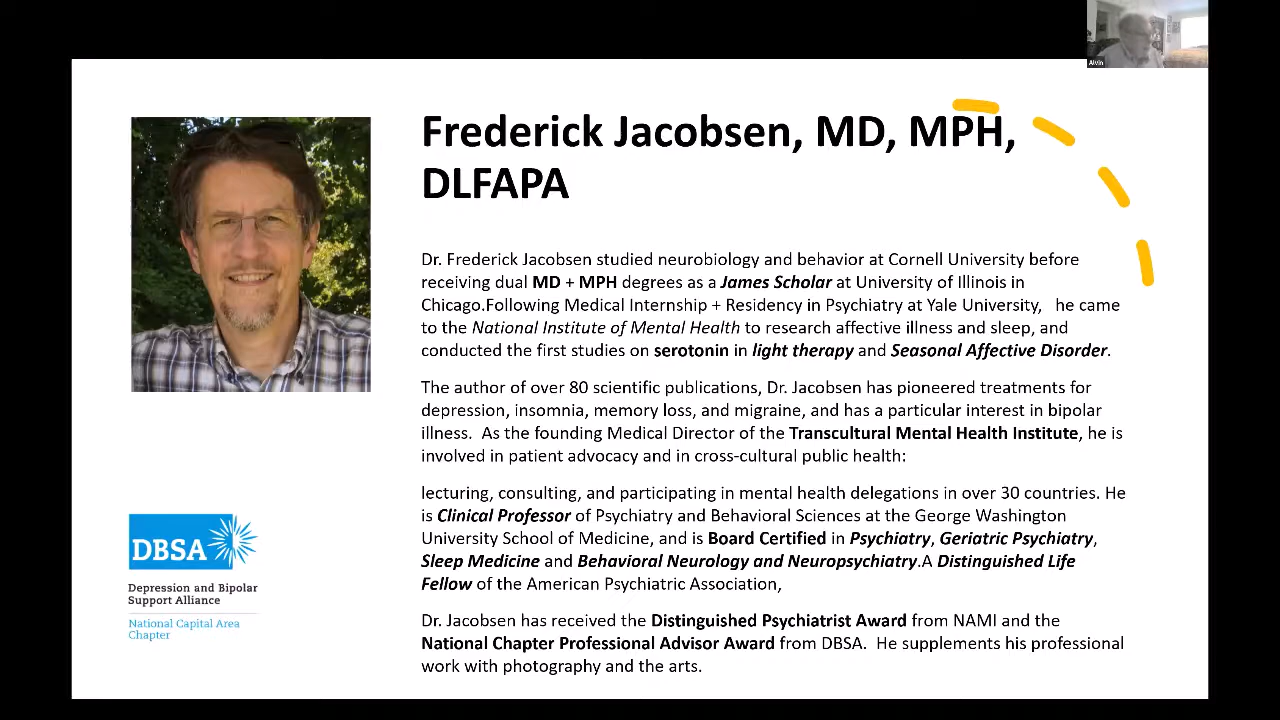 Alvin
Frederick Jacobsen, MD, MPH,
DLFAPA
Dr. Frederick Jacobsen studied neurobiology and behavior at Cornell University before
receiving dual MD + MPH degrees as a James Scholar at University of Illinois in
Chicago.Following Medical Internship + Residency in Psychiatry at Yale University, he came
to the National Institute of Mental Health to research affective illness and sleep, and
conducted the first studies on serotonin in light therapy and Seasonal Affective Disorder.
The author of over 80 scientific publications, Dr. Jacobsen has pioneered treatments for
depression, insomnia, memory loss, and migraine, and has a particular interest in bipolar
illness. As the founding Medical Director of the Transcultural Mental Health Institute, he is
involved in patient advocacy and in cross-cultural public health:
lecturing, consulting, and participating in mental health delegations in over 30 countries. He
is Clinical Professor of Psychiatry and Behavioral Sciences at the George Washington
University School of Medicine, and is Board Certified in Psychiatry, Geriatric Psychiatry,
Sleep Medicine and Behavioral Neurology and Neuropsychiatry.A Distinguished Life
Fellow of the American Psychiatric Association,
Dr. Jacobsen has received the Distinguished Psychiatrist Award from NAMI and the
National Chapter Professional Advisor Award from DBSA. He supplements his professional
work with photography and the arts.
DBSA
Depression and Bipolar
Support Alliance
National Capital Area
Chapter